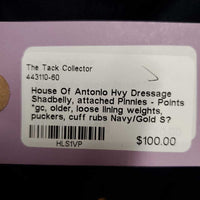 The Tack Collector
443110-60
House Of Antonio Hvy Dressage
Shadbelly, attached Pinnies - Points
*gc, older, loose lining weights,
puckers, cuff rubs Navy/Gold S?
HLS1VP
$100.00